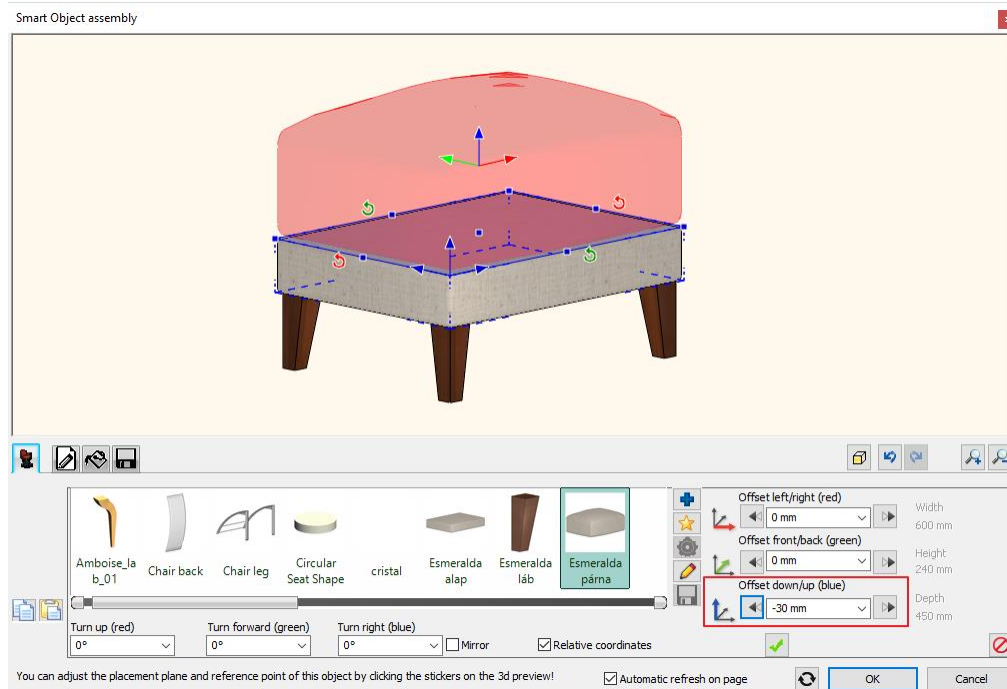 Smart Object assembly
Offset left/right (red)
0 mm
Width
600 mm
Offset front/back (green)
0 mm
Height
240 mm
Offset down/up (blue)
-30 mm
Depth
450 mm
Amboise_la
b_01
Chair back
Chair leg
Circular
Seat Shape
cristal
Esmeralda
alap
Esmeralda
láb
Esmeralda
párna
Turn up (red)
Turn forward (green)
Turn right (blue)
0°
0°
0°
Mirror
Relative coordinates
You can adjust the placement plane and reference point of this object by clicking the stickers on the 3d preview!
Automatic refresh on page
OK
Cancel